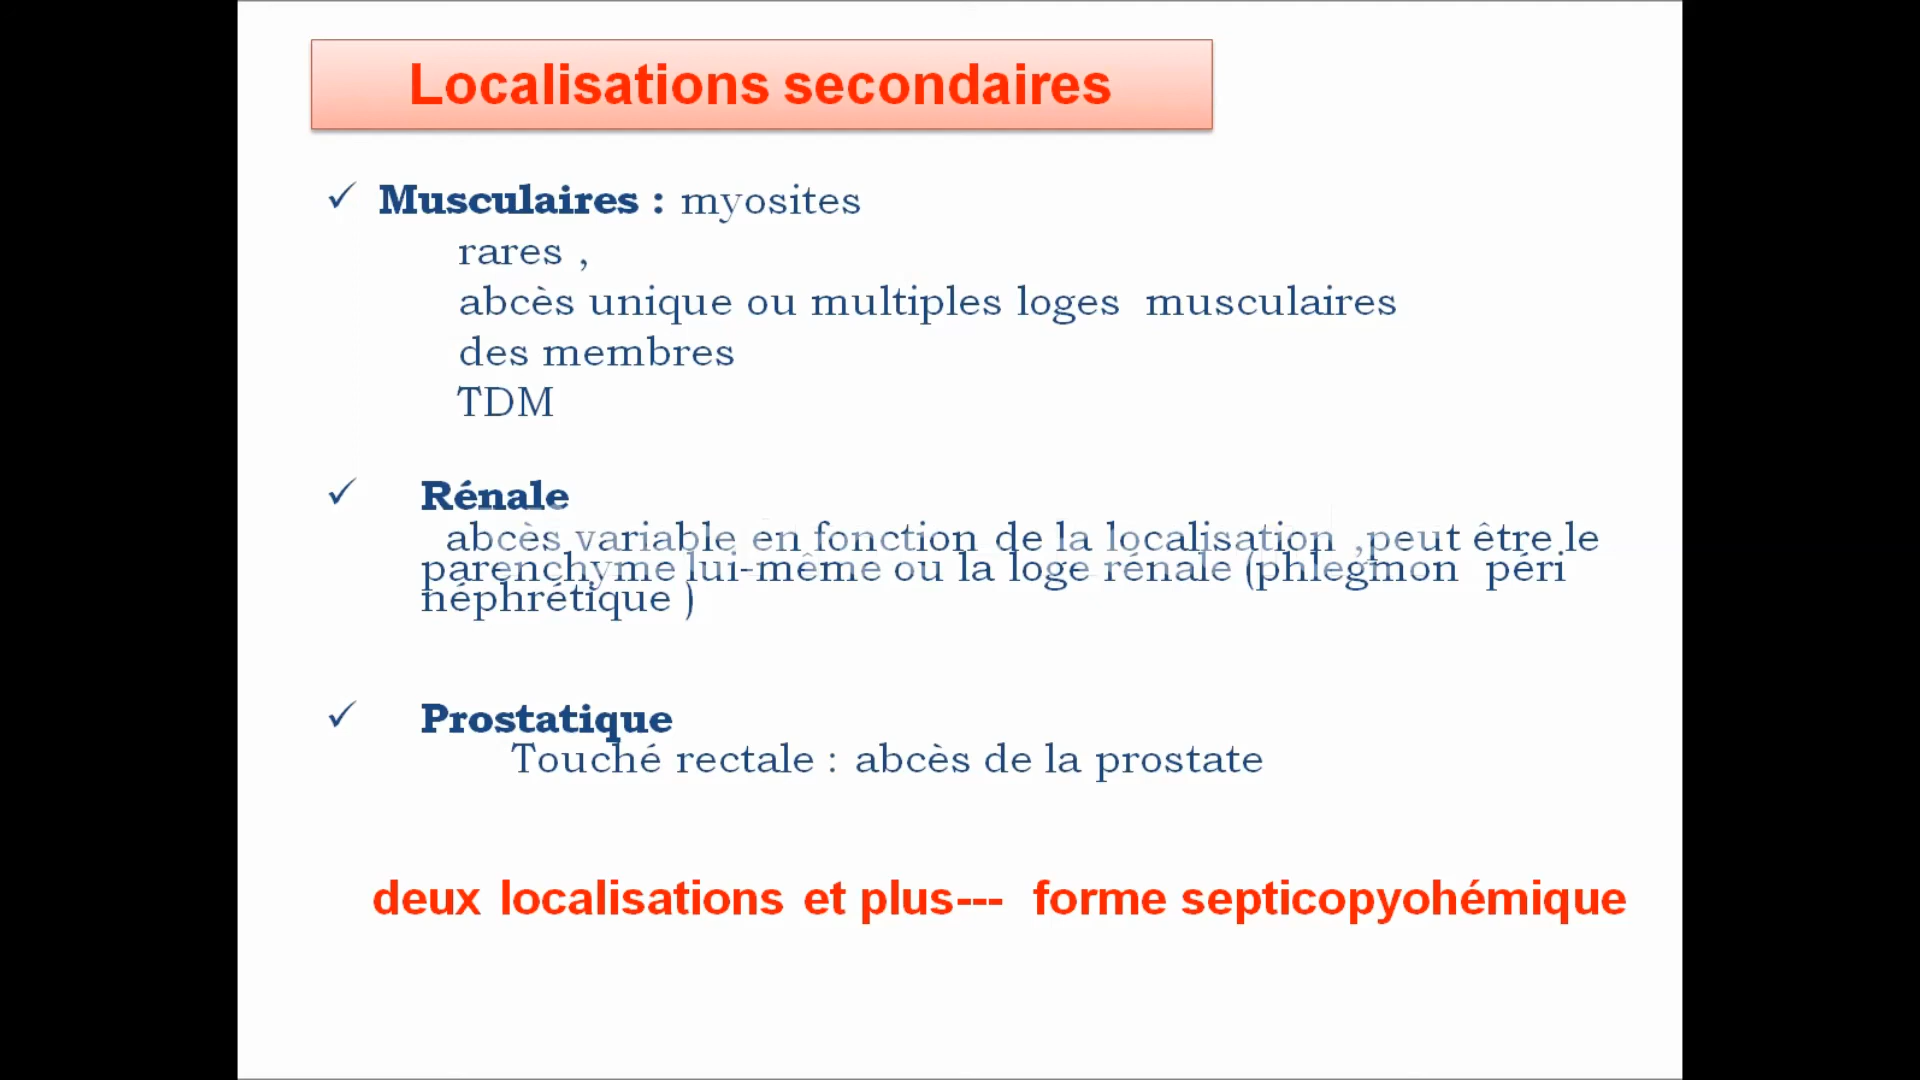 Localisations secondaires
✓ Musculaires : myosites
rares ,
abcès unique ou multiples loges musculaires
des membres
TDM
✓ Rénale
abcès variable en fonction de la localisation ,peut être le
parenchyme lui-même ou la loge rénale (phlegmon péri
néphrétique )
✓ Prostatique
Touché rectale : abcès de la prostate
deux localisations et plus--- forme septicopyohémique